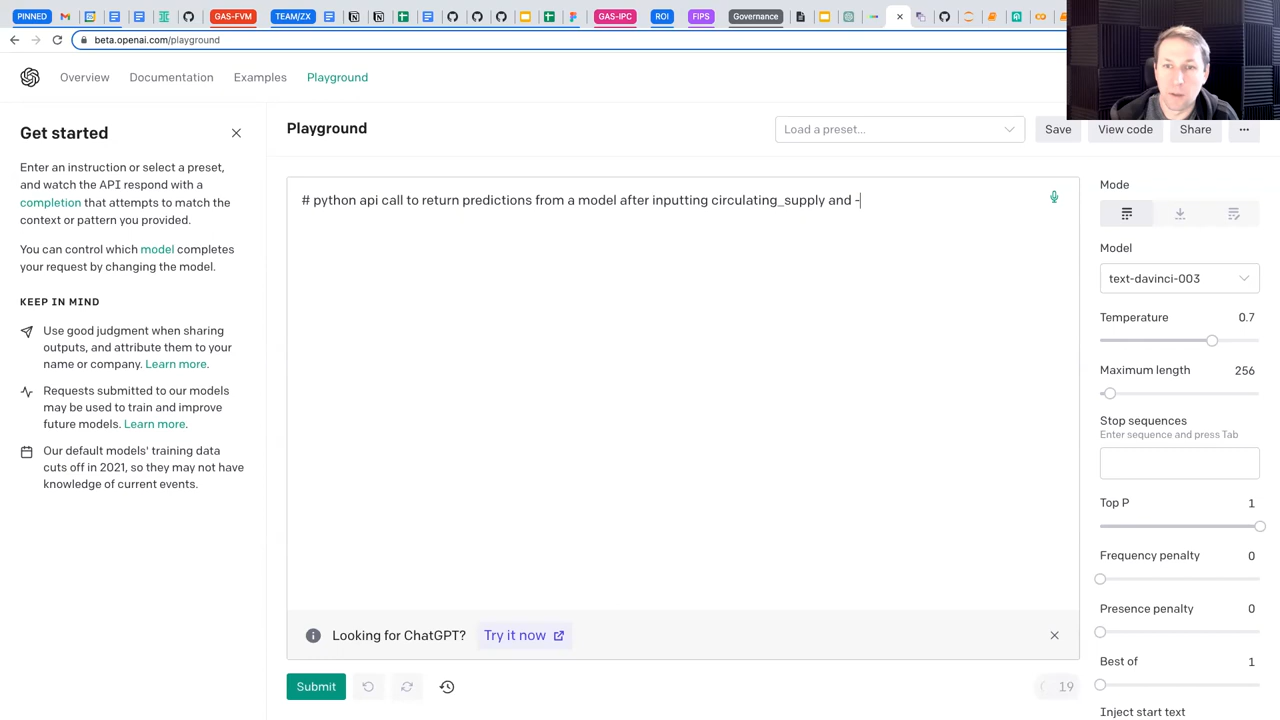 PINNED
GAS-FVM
TEAM/ZX
GAS-IPC
ROI
FIPS
Governance
beta.openai.com/playground
Overview
Documentation
Examples
Playground
Get started
Enter an instruction or select a preset,
and watch the API respond with a
completion that attempts to match the
context or pattern you provided.
You can control which model completes
your request by changing the model.
KEEP IN MIND
Use good judgment when sharing
outputs, and attribute them to your
name or company. Learn more.
Requests submitted to our models
may be used to train and improve
future models. Learn more.
Our default models' training data
cuts off in 2021, so they may not have
knowledge of current events.
Playground
Load a preset...
Save
View code
Share
# python api call to return predictions from a model after inputting circulating_supply and -
Looking for ChatGPT? Try it now
Submit
19
Mode
Model
text-davinci-003
Temperature 0.7
Maximum length 256
Stop sequences
Enter sequence and press Tab
Top P 1
Frequency penalty 0
Presence penalty 0
Best of 1
Inject start text